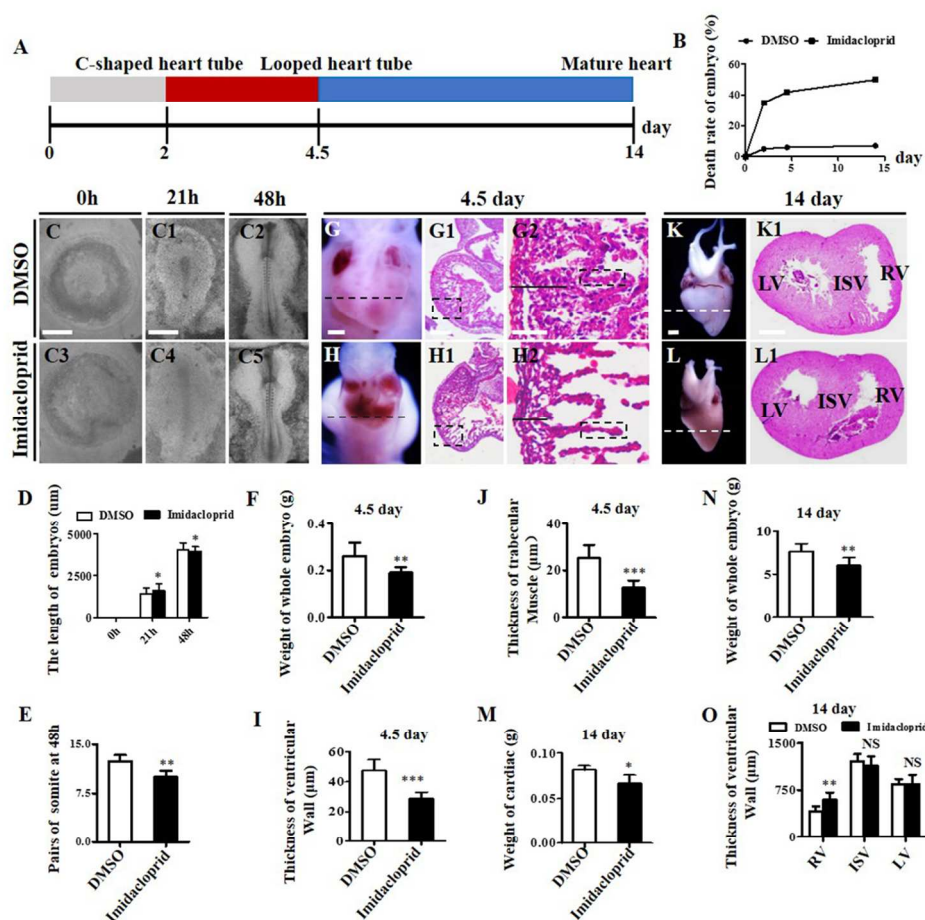 A
C-shaped heart tube Looped heart tube Mature heart
day
0 2 4.5 14
B
DMSO Imidacloprid
Death rate of embryo (%)
60
40
20
0
0 5 10 15 day
0h 21h 48h 4.5 day 14 day
DMSO
C C1 C2 G G1 G2 K K1
LV ISV RV
Imidacloprid
C3 C4 C5 H H1 H2 L L1
LV ISV RV
D
DMSO Imidacloprid
The length of embryos (um)
5000
2500
0
* *
0h 21h 48h
F
4.5 day
Weight of whole embryo (g)
0.4
0.2
0.0
**
DMSO Imidacloprid
J
4.5 day
Thickness of trabecular
Muscle (μm)
40
30
20
10
0
***
DMSO Imidacloprid
N
14 day
Weight of whole embryo (g)
10
5
0
**
DMSO Imidacloprid
E
Pairs of somite at 48h
15.0
7.5
0.0
**
DMSO Imidacloprid
I
4.5 day
Thickness of ventricular
Wall (μm)
60
40
20
0
***
DMSO Imidacloprid
M
14 day
Weight of cardiac (g)
0.10
0.05
0.00
*
DMSO Imidacloprid
O
14 day
DMSO Imidacloprid
Thickness of ventricular
Wall (μm)
1500
750
0
** NS NS
RV ISV LV